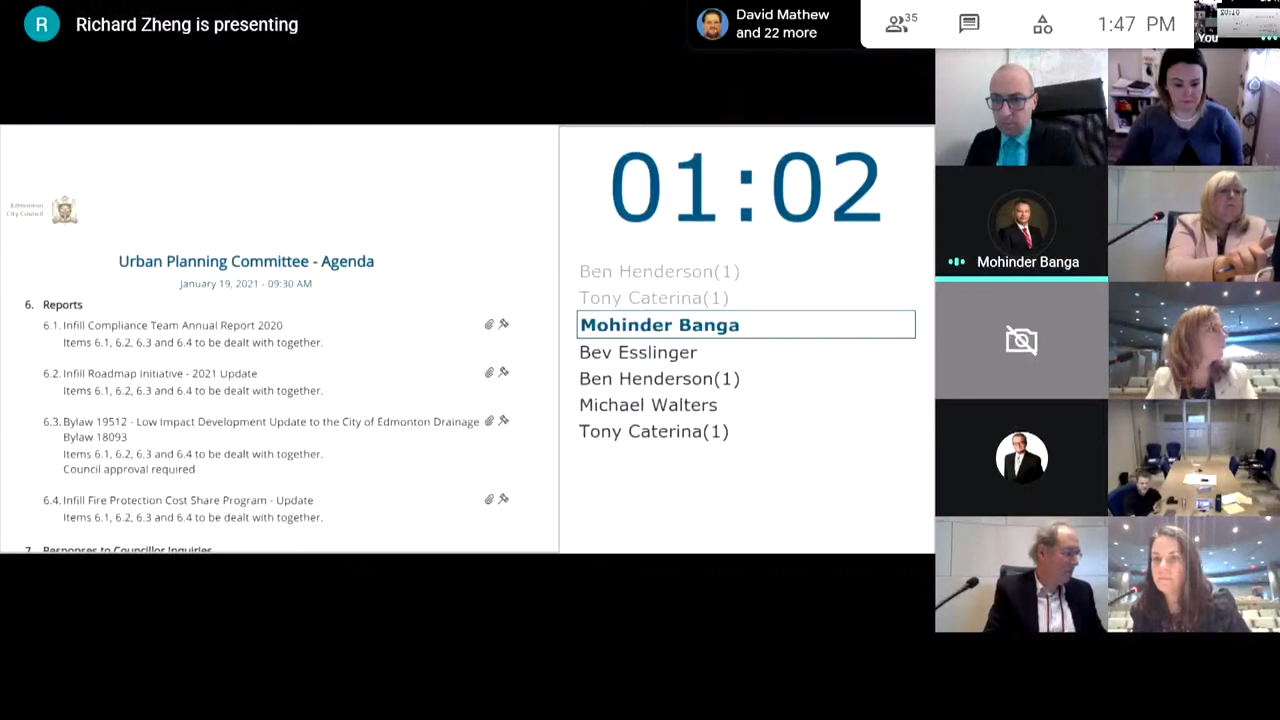 R
Richard Zheng is presenting
David Mathew
and 22 more
35
1:47 PM
You
Edmonton
City Council
Urban Planning Committee - Agenda
January 19, 2021 - 09:30 AM
6. Reports
6.1. Infill Compliance Team Annual Report 2020
Items 6.1, 6.2, 6.3 and 6.4 to be dealt with together.
6.2. Infill Roadmap Initiative - 2021 Update
Items 6.1, 6.2, 6.3 and 6.4 to be dealt with together.
6.3. Bylaw 19512 - Low Impact Development Update to the City of Edmonton Drainage
Bylaw 18093
Items 6.1, 6.2, 6.3 and 6.4 to be dealt with together.
Council approval required
6.4. Infill Fire Protection Cost Share Program - Update
Items 6.1, 6.2, 6.3 and 6.4 to be dealt with together.
7. Responses to Councillor Inquiries
01:02
Ben Henderson(1)
Tony Caterina(1)
Mohinder Banga
Bev Esslinger
Ben Henderson(1)
Michael Walters
Tony Caterina(1)
Mohinder Banga